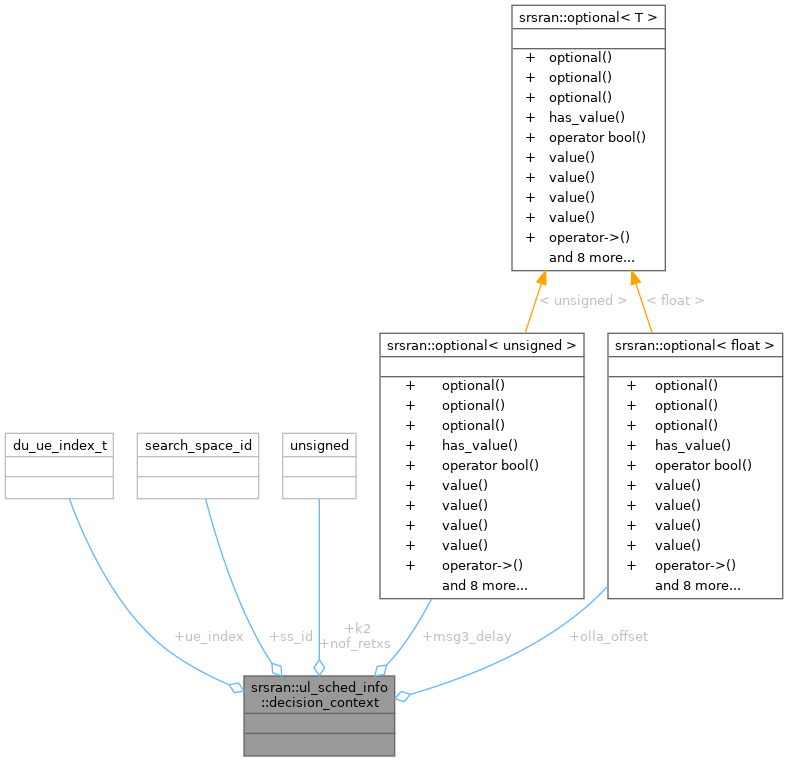 srsran::optional< T >
+ optional()
+ optional()
+ optional()
+ has_value()
+ operator bool()
+ value()
+ value()
+ value()
+ value()
+ operator->()
and 8 more...
< unsigned >
< float >
srsran::optional< unsigned >
+ optional()
+ optional()
+ optional()
+ has_value()
+ operator bool()
+ value()
+ value()
+ value()
+ value()
+ operator->()
and 8 more...
srsran::optional< float >
+ optional()
+ optional()
+ optional()
+ has_value()
+ operator bool()
+ value()
+ value()
+ value()
+ value()
+ operator->()
and 8 more...
du_ue_index_t
search_space_id
unsigned
+ue_index
+ss_id
+k2
+nof_retxs
+msg3_delay
+olla_offset
srsran::ul_sched_info
::decision_context